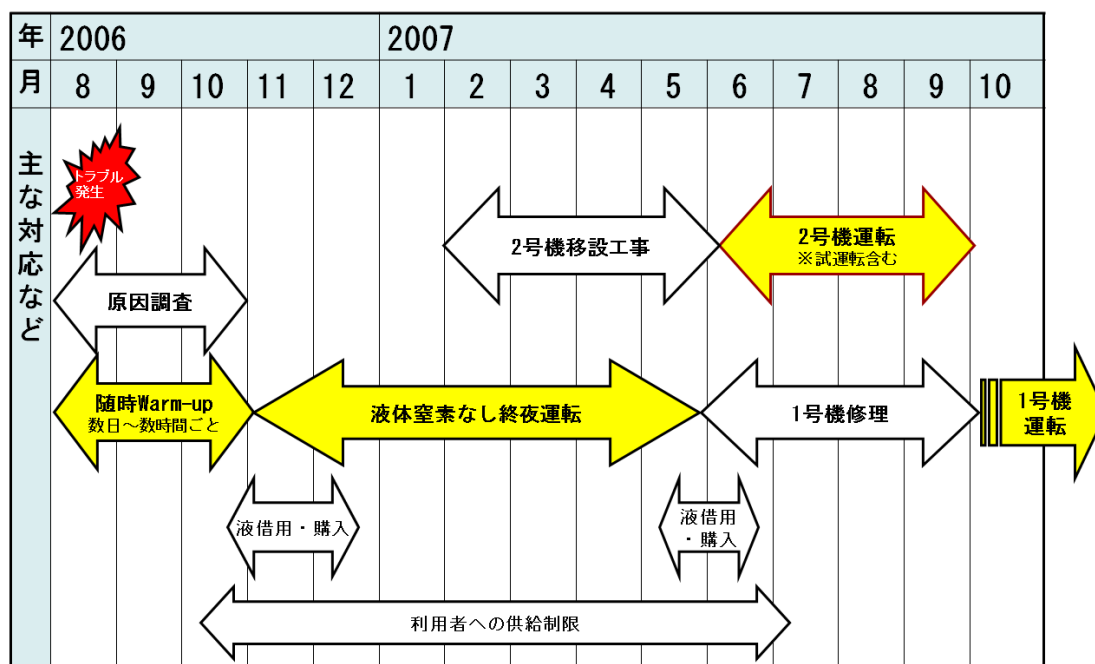 年 2006 2007
月 8 9 10 11 12 1 2 3 4 5 6 7 8 9 10
主な対応など
トラブル
発生
2号機移設工事
2号機運転
※試運転含む
原因調査
随時Warm-up
数日～数時間ごと
液体窒素なし終夜運転
1号機修理
1号機
運転
液借用・購入
液借用
・購入
利用者への供給制限